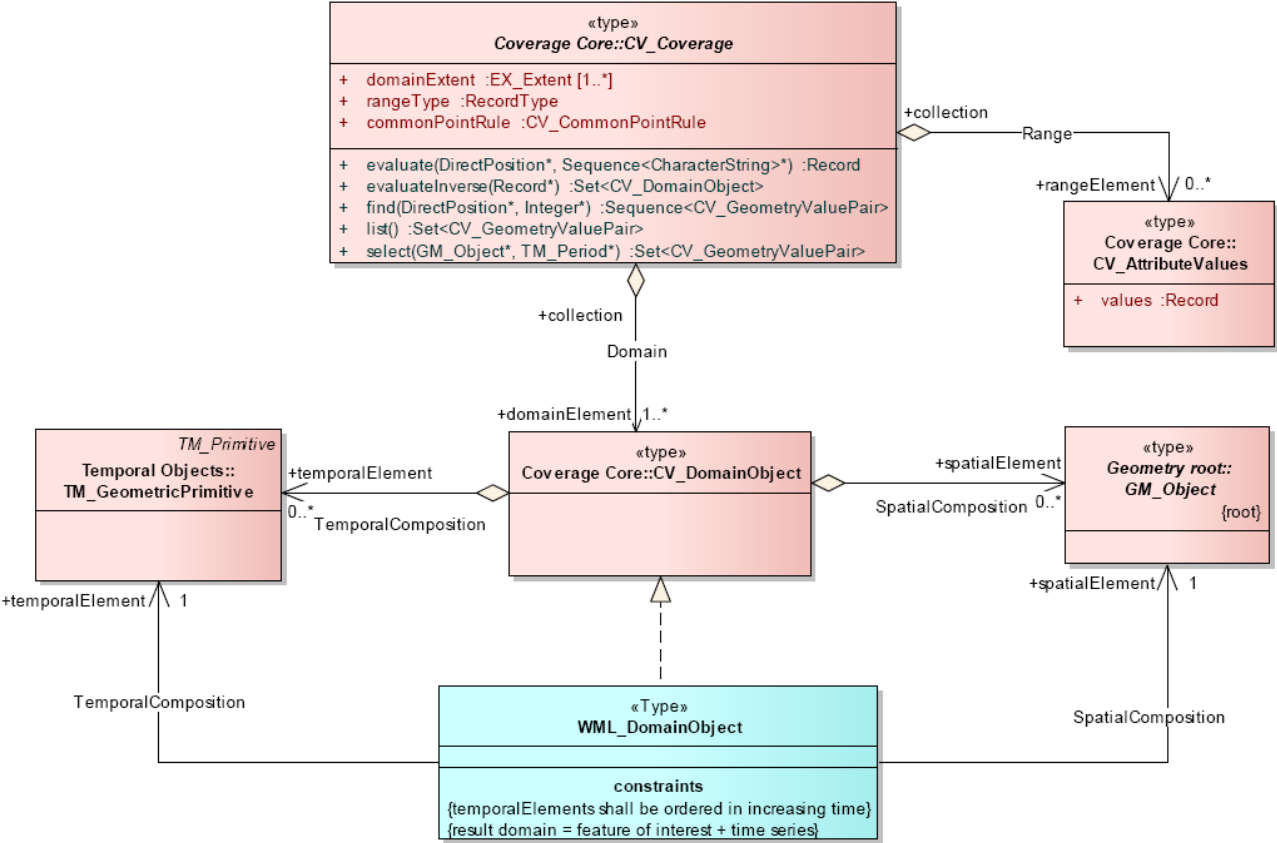 «type»
Coverage Core::CV_Coverage
+ domainExtent :EX_Extent [1..*]
+ rangeType :RecordType
+ commonPointRule :CV_CommonPointRule
+ evaluate(DirectPosition*, Sequence<CharacterString>*) :Record
+ evaluateInverse(Record*) :Set<CV_DomainObject>
+ find(DirectPosition*, Integer*) :Sequence<CV_GeometryValuePair>
+ list() :Set<CV_GeometryValuePair>
+ select(GM_Object*, TM_Period*) :Set<CV_GeometryValuePair>
+collection
Range
+rangeElement 0..*
«type»
Coverage Core::
CV_AttributeValues
+ values :Record
+collection
Domain
+domainElement 1..*
TM_Primitive
Temporal Objects::
TM_GeometricPrimitive
+temporalElement
0..*
TemporalComposition
«type»
Coverage Core::CV_DomainObject
+spatialElement
SpatialComposition 0..*
«type»
Geometry root::
GM_Object
{root}
+temporalElement 1
+spatialElement 1
TemporalComposition
SpatialComposition
«Type»
WML_DomainObject
constraints
{temporalElements shall be ordered in increasing time}
{result domain = feature of interest + time series}